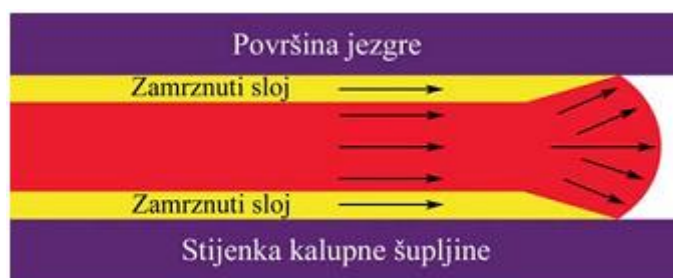 Površina jezgre
Zamrznuti sloj
Zamrznuti sloj
Stijenka kalupne šupljine